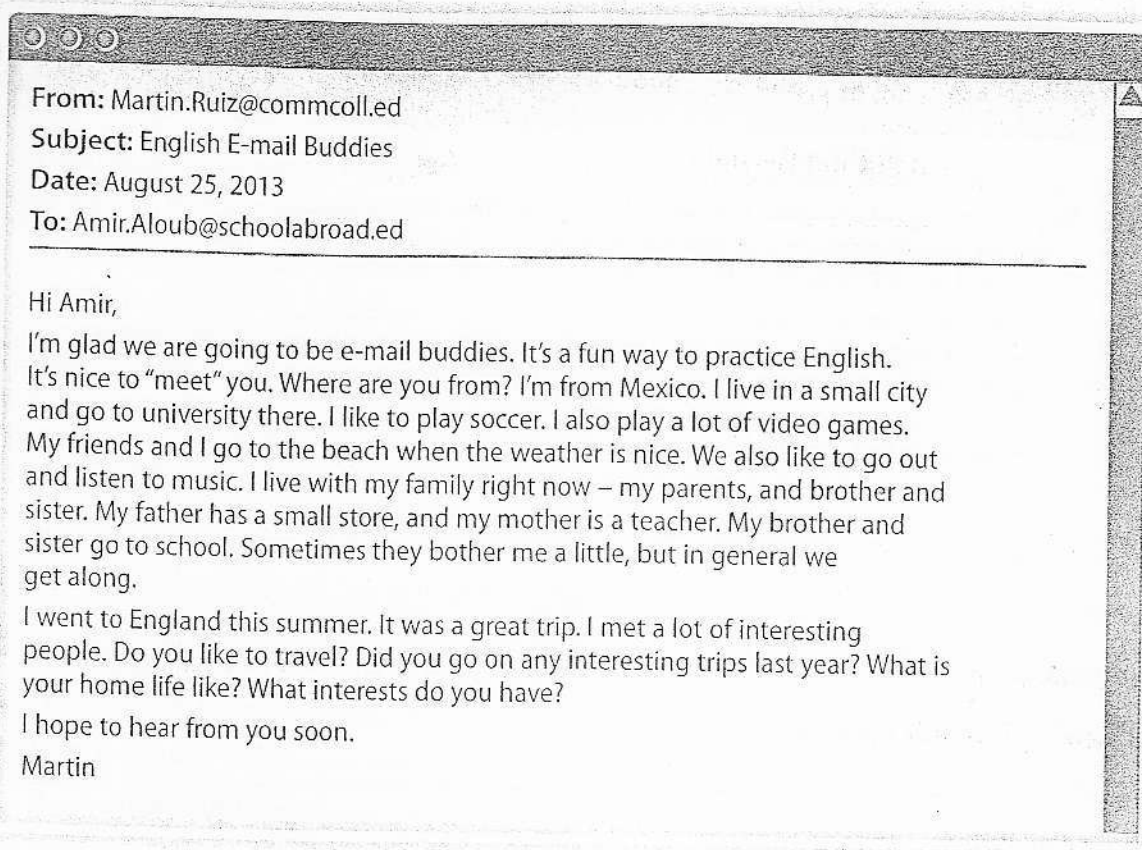 From: Martin.Ruiz@commcoll.ed
Subject: English E-mail Buddies
Date: August 25, 2013
To: Amir.Aloub@schoolabroad.ed
Hi Amir,
I'm glad we are going to be e-mail buddies. It's a fun way to practice English.
It's nice to “meet” you. Where are you from? I'm from Mexico. I live in a small city
and go to university there. I like to play soccer. I also play a lot of video games.
My friends and I go to the beach when the weather is nice. We also like to go out
and listen to music. I live with my family right now – my parents, and brother and
sister. My father has a small store, and my mother is a teacher. My brother and
sister go to school. Sometimes they bother me a little, but in general we
get along.
I went to England this summer. It was a great trip. I met a lot of interesting
people. Do you like to travel? Did you go on any interesting trips last year? What is
your home life like? What interests do you have?
I hope to hear from you soon.
Martin